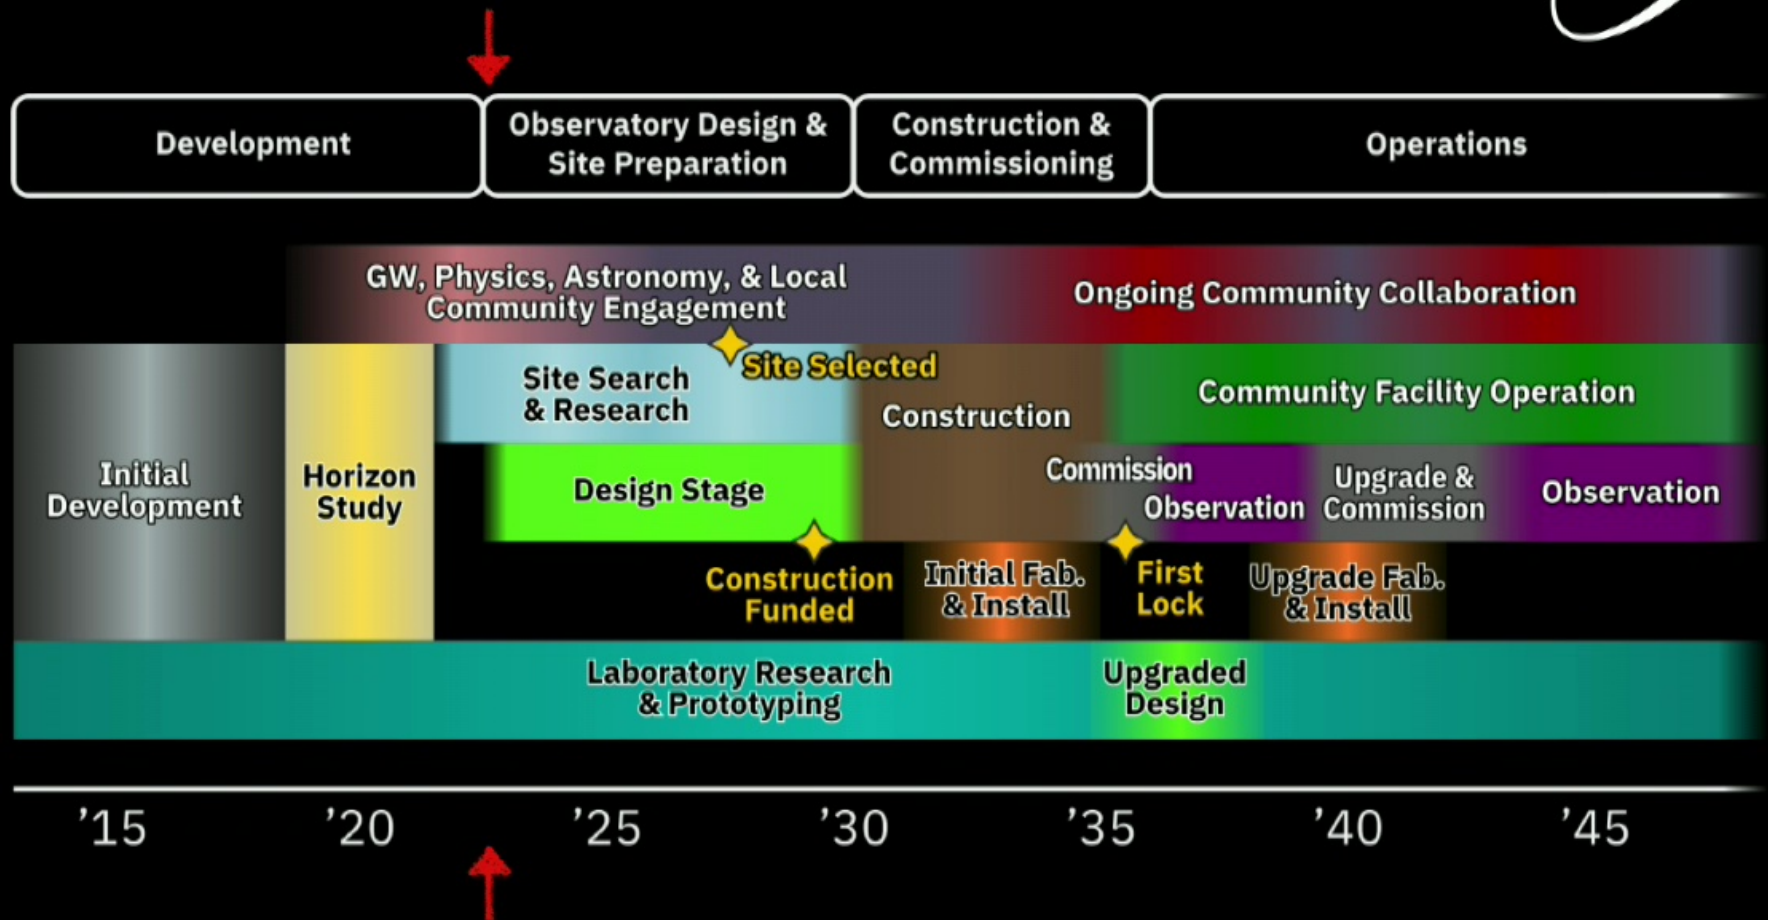 Development
Observatory Design &
Site Preparation
Construction &
Commissioning
Operations
GW, Physics, Astronomy, & Local
Community Engagement
Ongoing Community Collaboration
Site Selected
Site Search
& Research
Construction
Community Facility Operation
Initial
Development
Horizon
Study
Design Stage
Commission
Observation
Upgrade &
Commission
Observation
Construction
Funded
Initial Fab.
& Install
First
Lock
Upgrade Fab.
& Install
Laboratory Research
& Prototyping
Upgraded
Design
’15 ’20 ’25 ’30 ’35 ’40 ’45